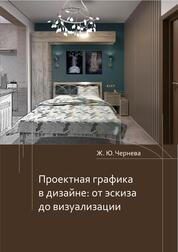 Ж. Ю. Чернева
Проектная графика
в дизайне: от эскиза
до визуализации